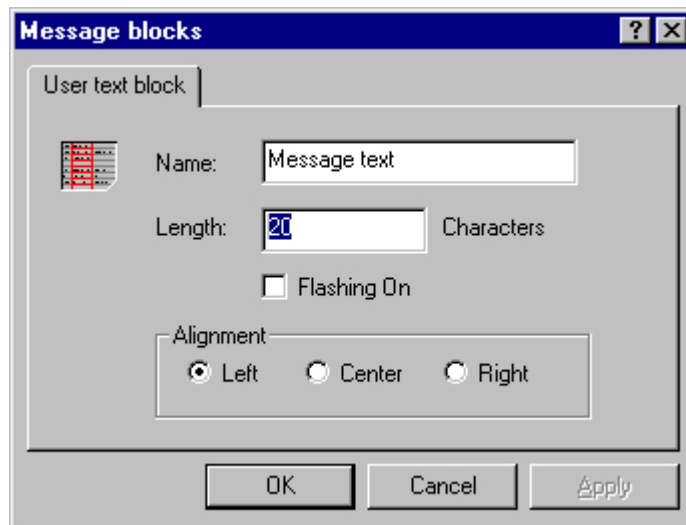 Message blocks
User text block
Name: Message text
Length: 20 Characters
Flashing On
Alignment
Left Center Right
OK Cancel Apply